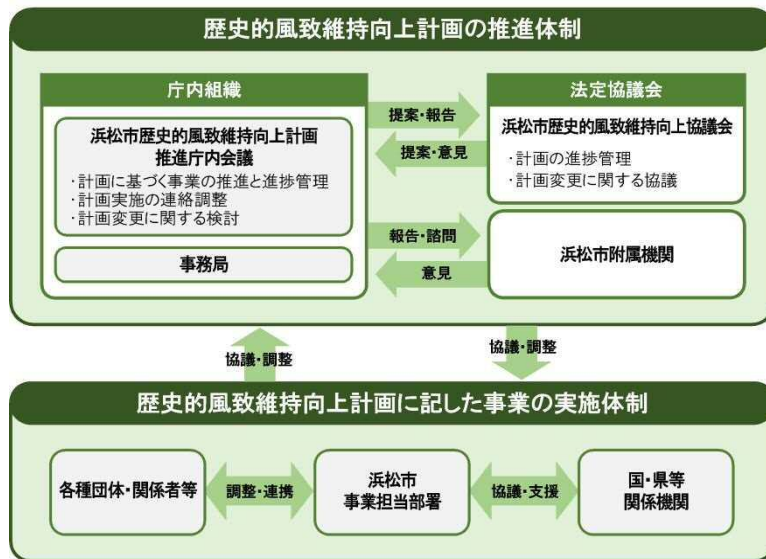 歴史的風致維持向上計画の推進体制
庁内組織
浜松市歴史的風致維持向上計画
推進庁内会議
・計画に基づく事業の推進と進捗管理
・計画実施の連絡調整
・計画変更に関する検討
事務局
提案・報告
提案・意見
報告・諮問
意見
法定協議会
浜松市歴史的風致維持向上協議会
・計画の進捗管理
・計画変更に関する協議
浜松市附属機関
協議・調整
協議・調整
歴史的風致維持向上計画に記した事業の実施体制
各種団体・関係者等
調整・連携
浜松市
事業担当部署
協議・支援
国・県等
関係機関